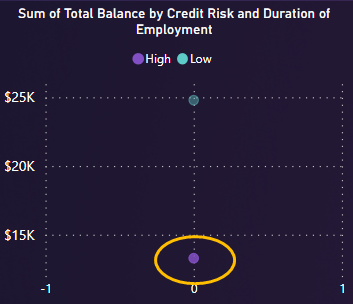 Sum of Total Balance by Credit Risk and Duration of
Employment
High Low
$25K
$20K
$15K
-1 0 1